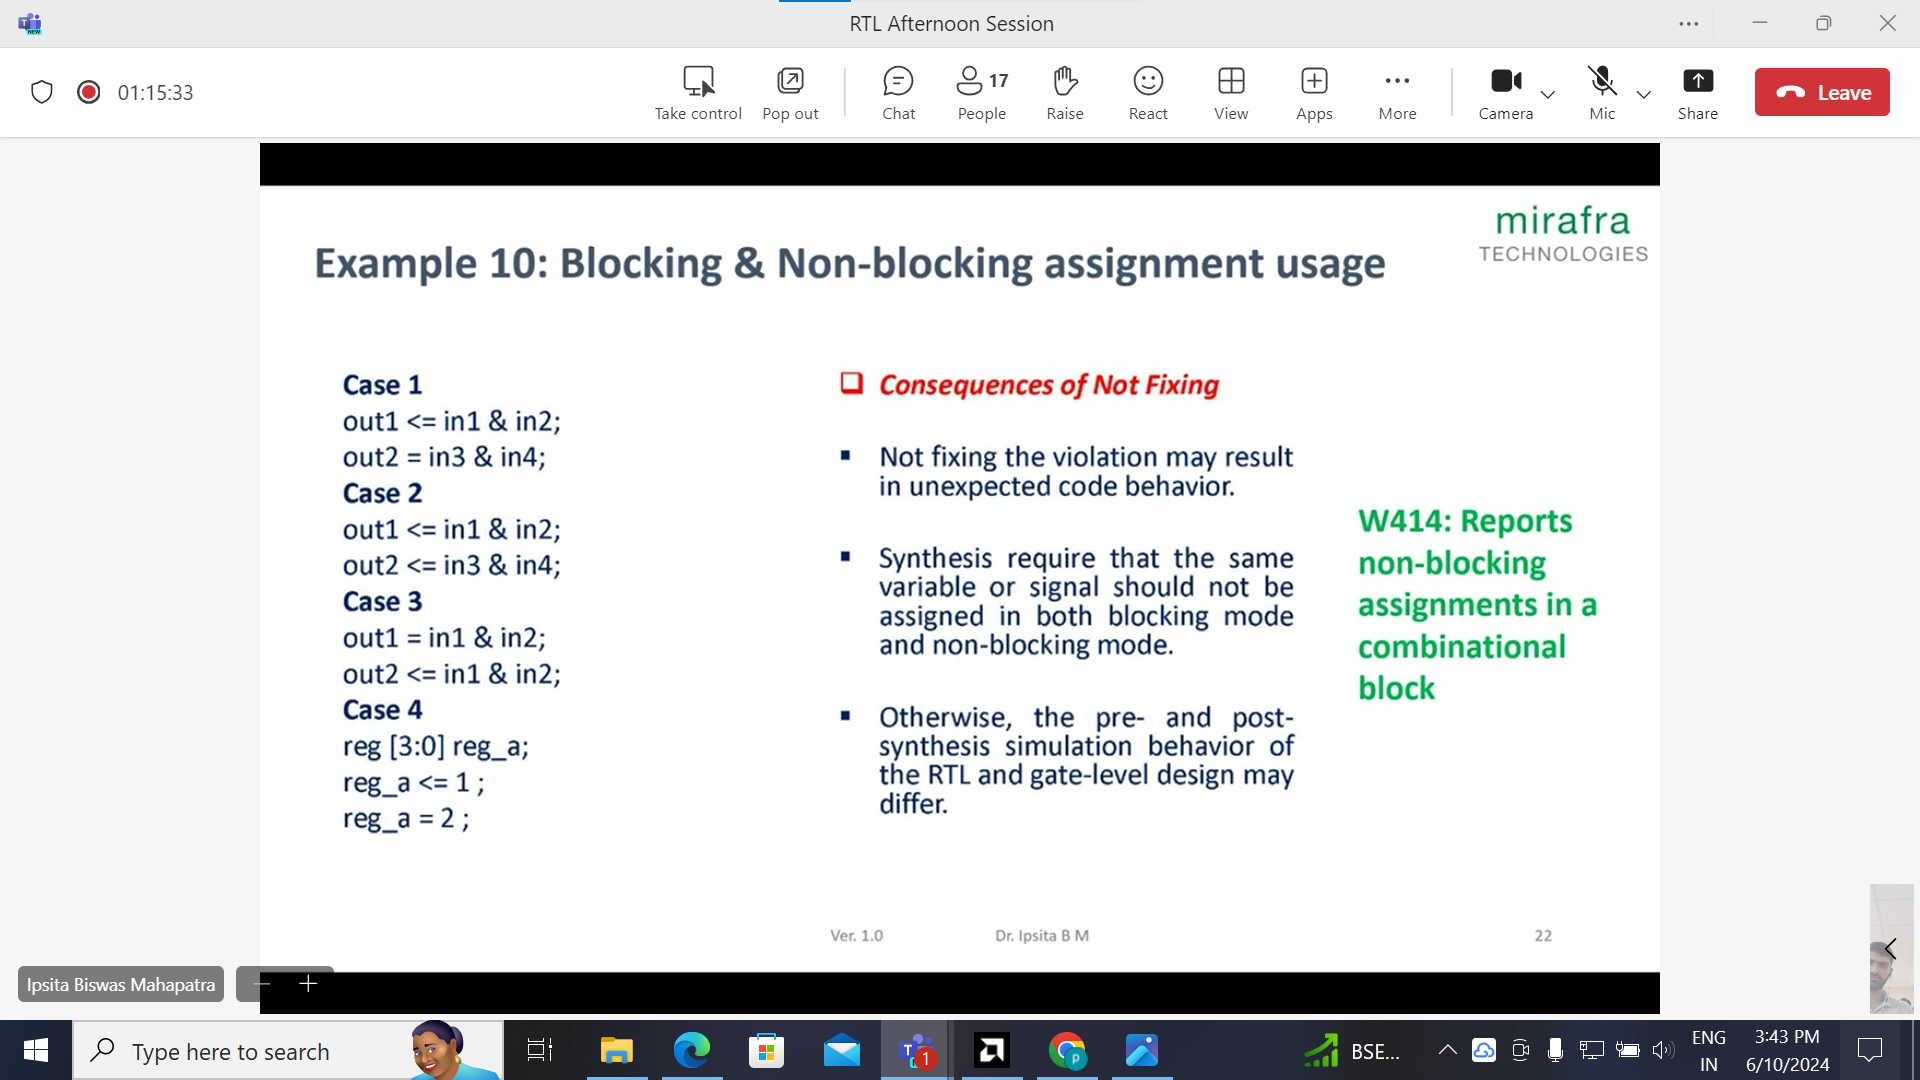 RTL Afternoon Session
01:15:33
Take control
Pop out
Chat
17
People
Raise
React
View
Apps
More
Camera
Mic
Share
Leave
mirafra
TECHNOLOGIES
Example 10: Blocking & Non-blocking assignment usage
Case 1
out1 <= in1 & in2;
out2 = in3 & in4;
Case 2
out1 <= in1 & in2;
out2 <= in3 & in4;
Case 3
out1 = in1 & in2;
out2 <= in1 & in2;
Case 4
reg [3:0] reg_a;
reg_a <= 1 ;
reg_a = 2 ;
Consequences of Not Fixing
Not fixing the violation may result
in unexpected code behavior.
Synthesis require that the same
variable or signal should not be
assigned in both blocking mode
and non-blocking mode.
Otherwise, the pre- and post-
synthesis simulation behavior of
the RTL and gate-level design may
differ.
W414: Reports
non-blocking
assignments in a
combinational
block
Ver. 1.0
Dr. Ipsita B M
22
Ipsita Biswas Mahapatra
Type here to search
1
BSE...
ENG
IN
3:43 PM
6/10/2024